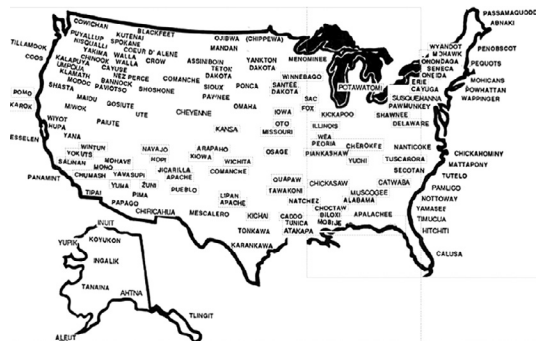 COWICHAN
PUYALLUP
NISQUALLI
YAKIMA
CHINOOK
TILLAMOOK
COOS
KALAPUYA
UMPQUA
KLAMATH
MODOC
KUTENAI
SPOKANE
COEUR D' ALENE
WALLA
WALLA
CAYUSE
NEZ PERCE
BANNOCK
PAVIOTSO
SHOSHONE
BLACKFEET
CROW
COMANCHE
OJIBWA (CHIPPEWA)
MANDAN
ASSINIBOIN
TETOK
DAKOTA
YANKTON
DAKOTA
SIOUX
PONCA
PAWNEE
OMAHA
MENOMINEE
WINNEBAGO
SANTEE
DAKOTA
SAC
FOX
POTAWATOMI
KICKAPOO
IOWA
OTO
MISSOURI
ILLINOIS
WEA
PEORIA
PIANKASHAW
PASSAMAQUODD
ABNAKI
PENOBSCOT
WYANDOT
MOHAWK
ONONDAGA
SENECA
ONEIDA
ERIE
CAYUGA
PEQUOTS
MOHICANS
POWHATTAN
WAPPINGER
SUSQUEHANNA
PAWMUNKEY
SHAWNEE
DELAWARE
POMO
KAROK
SHASTA
MAIDU
MIWOK
WIYOT
HUPA
ESSELEN
YANA
GOSIUTE
UTE
PAIUTE
CHEYENNE
KANSA
WINTUN
YOKUTS
SALINAN
MONO
CHUMASH
PANAMINT
TIPAI
MOHAVE
YAVASUPI
YUMA
PIMA
PAPAGO
NAVAJO
HOPI
ZUNI
JICARILLA
APACHE
PUEBLO
CHIRICAHUA
ARAPAHO
KIOWA
WICHITA
COMANCHE
OSAGE
LIPAN
APACHE
MESCALERO
KICHAI
TONKAWA
KARANKAWA
QUAPAW
TAWAKONI
NATCHEZ
CADDO
TUNICA
ATAKAPA
CHOCTAW
BILOXI
MOBILE
CHEROKEE
YUCHI
CHICKASAW
MUSCOGEE
ALABAMA
APALACHEE
NANTICOKE
TUSCARORA
SECOTAN
CATWBA
CHICKAHOMINY
MATTAPONY
TUTELO
PAMLICO
NOTTOWAY
YAMASEE
TIMUCUA
HITCHITI
CALUSA
INUIT
YUPIK
KOYUKON
INGALIK
TANAINA
AHTNA
TLINGIT
ALEUT